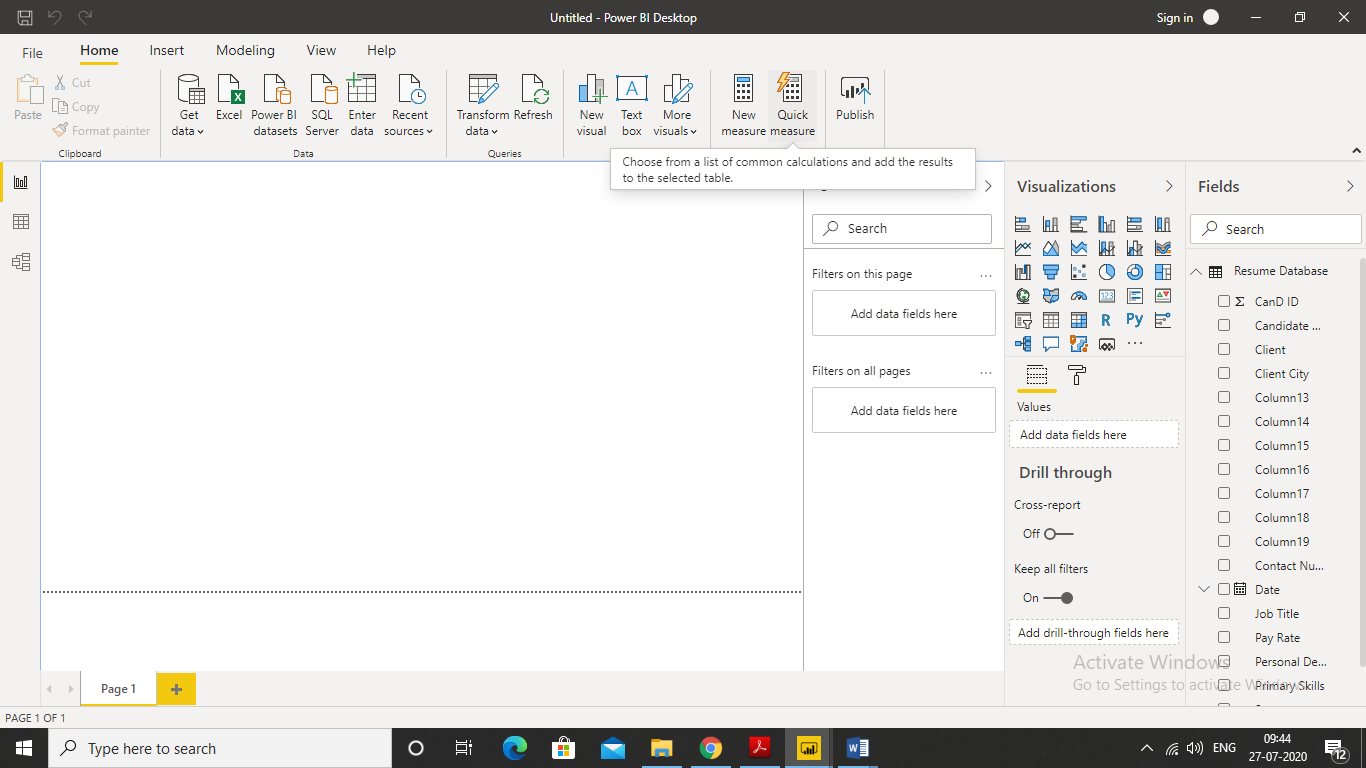 Untitled - Power BI Desktop
Sign in
File
Home
Insert
Modeling
View
Help
Paste
Cut
Copy
Format painter
Clipboard
Get data
Excel
Power BI datasets
SQL Server
Enter data
Recent sources
Data
Transform data
Refresh
Queries
New visual
Text box
More visuals
New measure
Quick measure
Publish
Choose from a list of common calculations and add the results
to the selected table.
Search
Filters on this page
...
Add data fields here
Filters on all pages
...
Add data fields here
Visualizations
123
R
Py
...
Values
Add data fields here
Drill through
Cross-report
Off
Keep all filters
On
Add drill-through fields here
Fields
Search
Resume Database
Σ CanD ID
Candidate ...
Client
Client City
Column13
Column14
Column15
Column16
Column17
Column18
Column19
Contact Nu...
Date
Job Title
Pay Rate
Personal De...
Primary Skills
Activate Windows
Go to Settings to activate Windows.
Page 1
PAGE 1 OF 1
Type here to search
ENG
09:44
27-07-2020
12